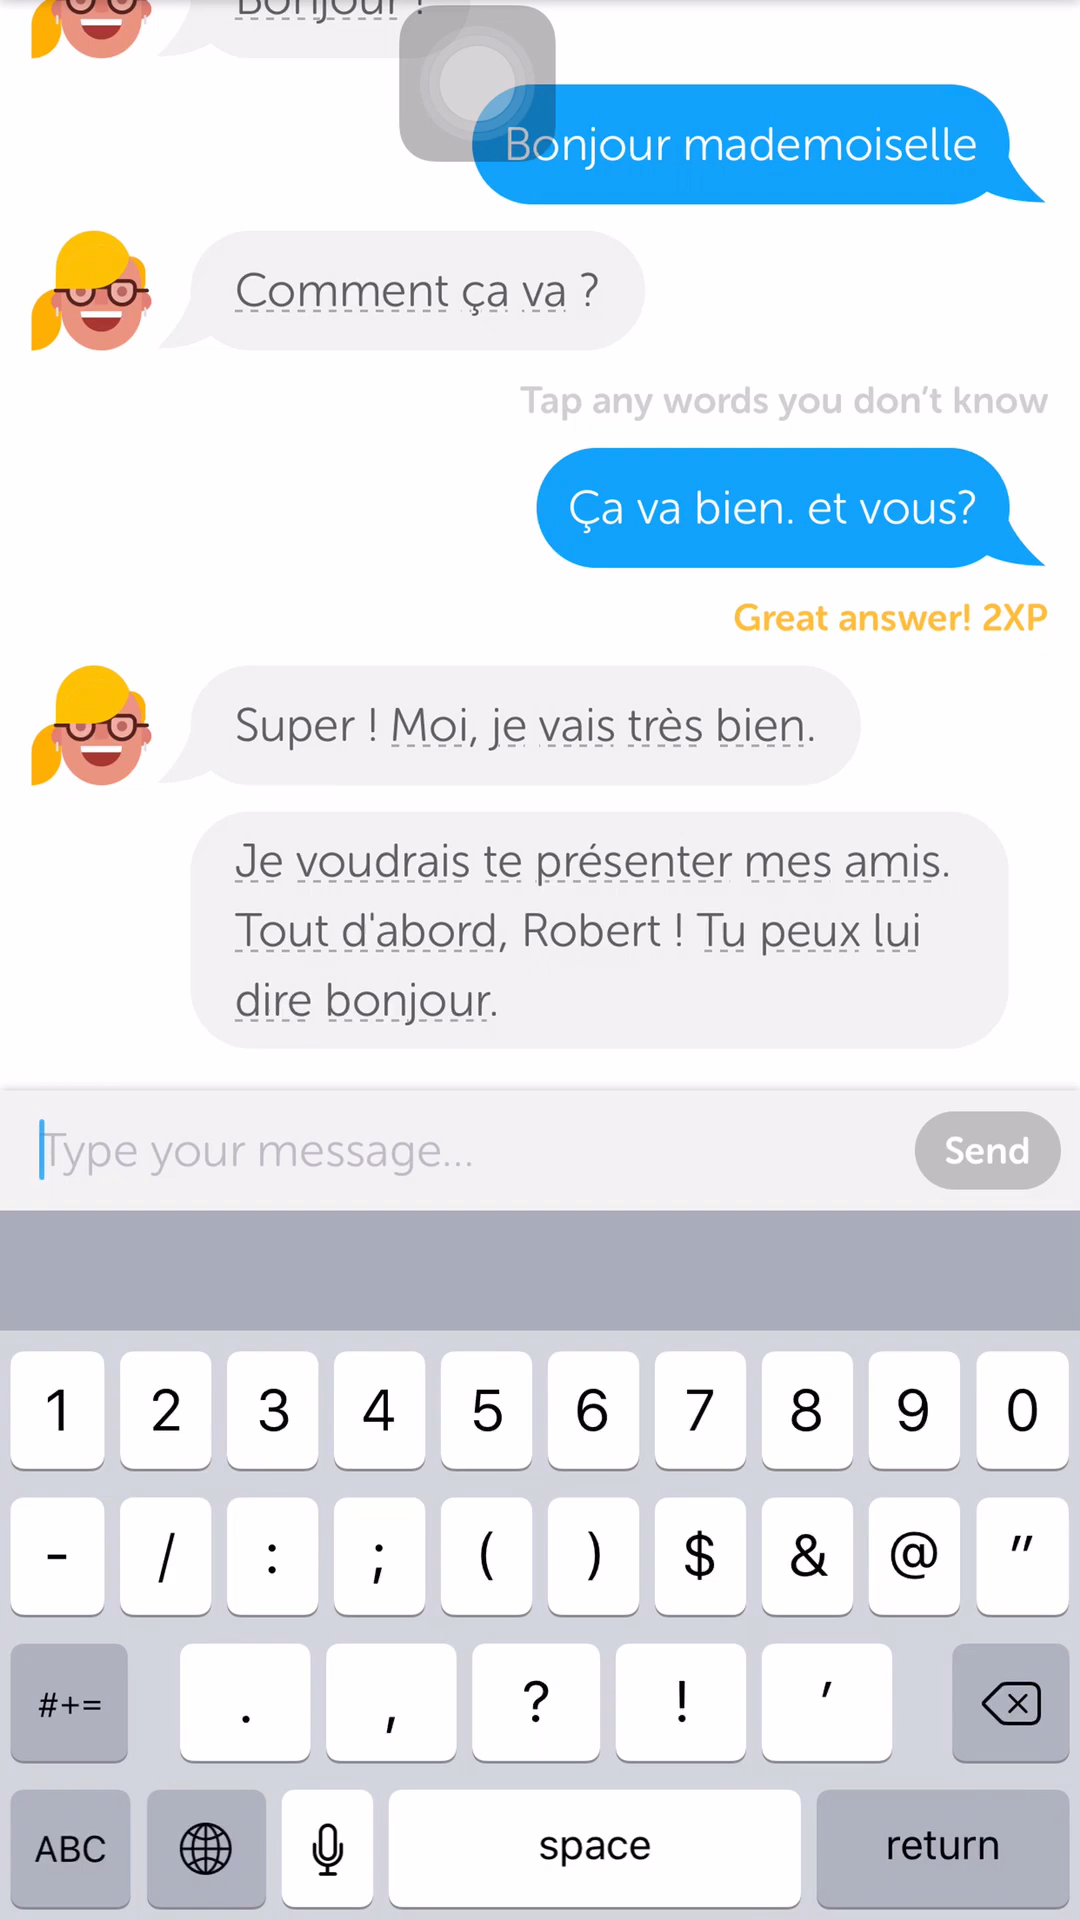 Bonjour !
Bonjour mademoiselle
Comment ça va ?
Tap any words you don’t know
Ça va bien. et vous?
Great answer! 2XP
Super ! Moi, je vais très bien.
Je voudrais te présenter mes amis.
Tout d'abord, Robert ! Tu peux lui
dire bonjour.
Type your message...
Send
1 2 3 4 5 6 7 8 9 0
- / : ; ( ) $ & @ "
#+= . , ? ! '
ABC space return